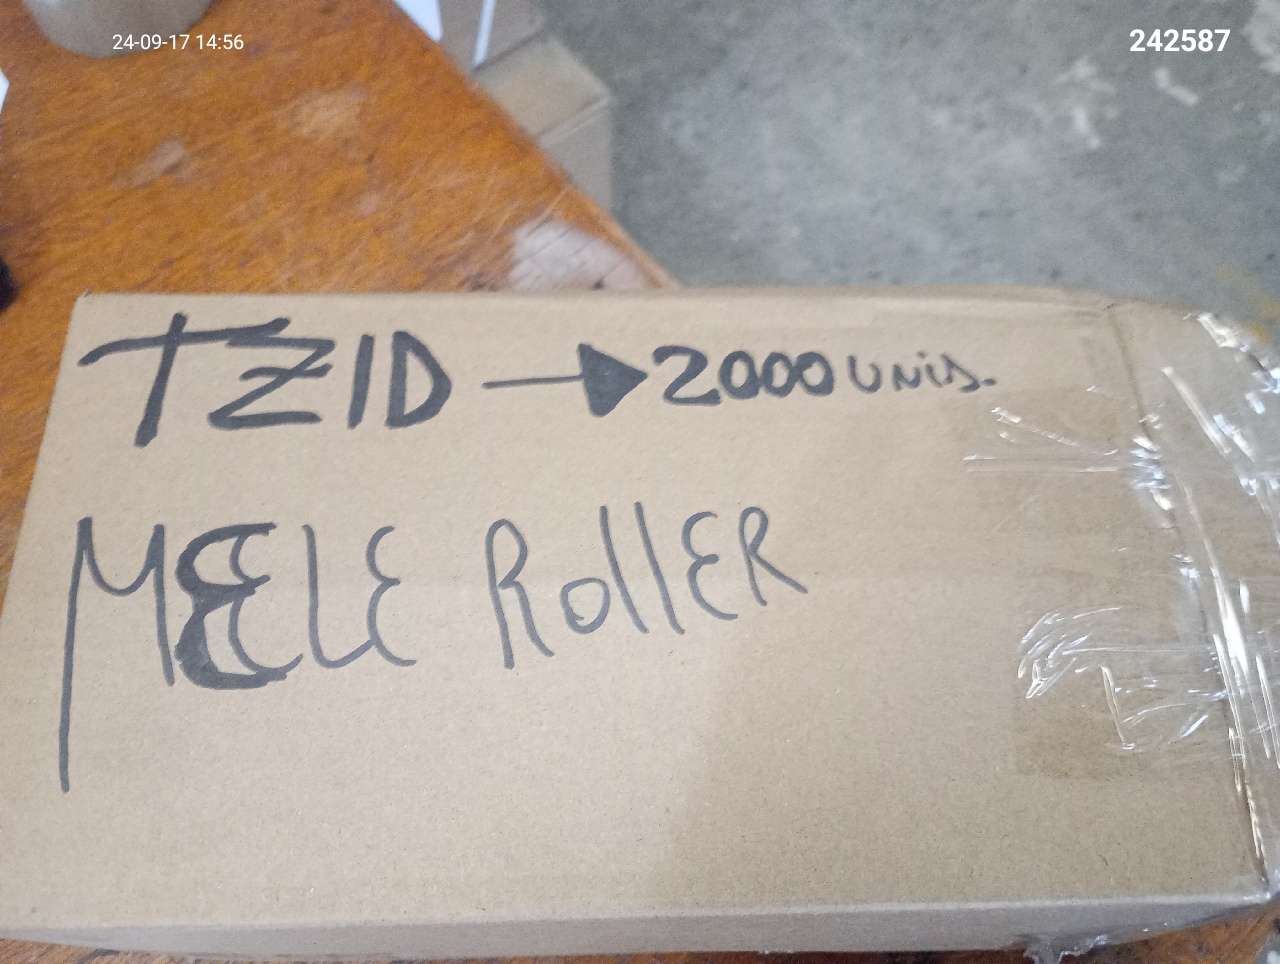 24-09-17 14:56
242587
TZID → 2000 UNiS.
MELE RollER